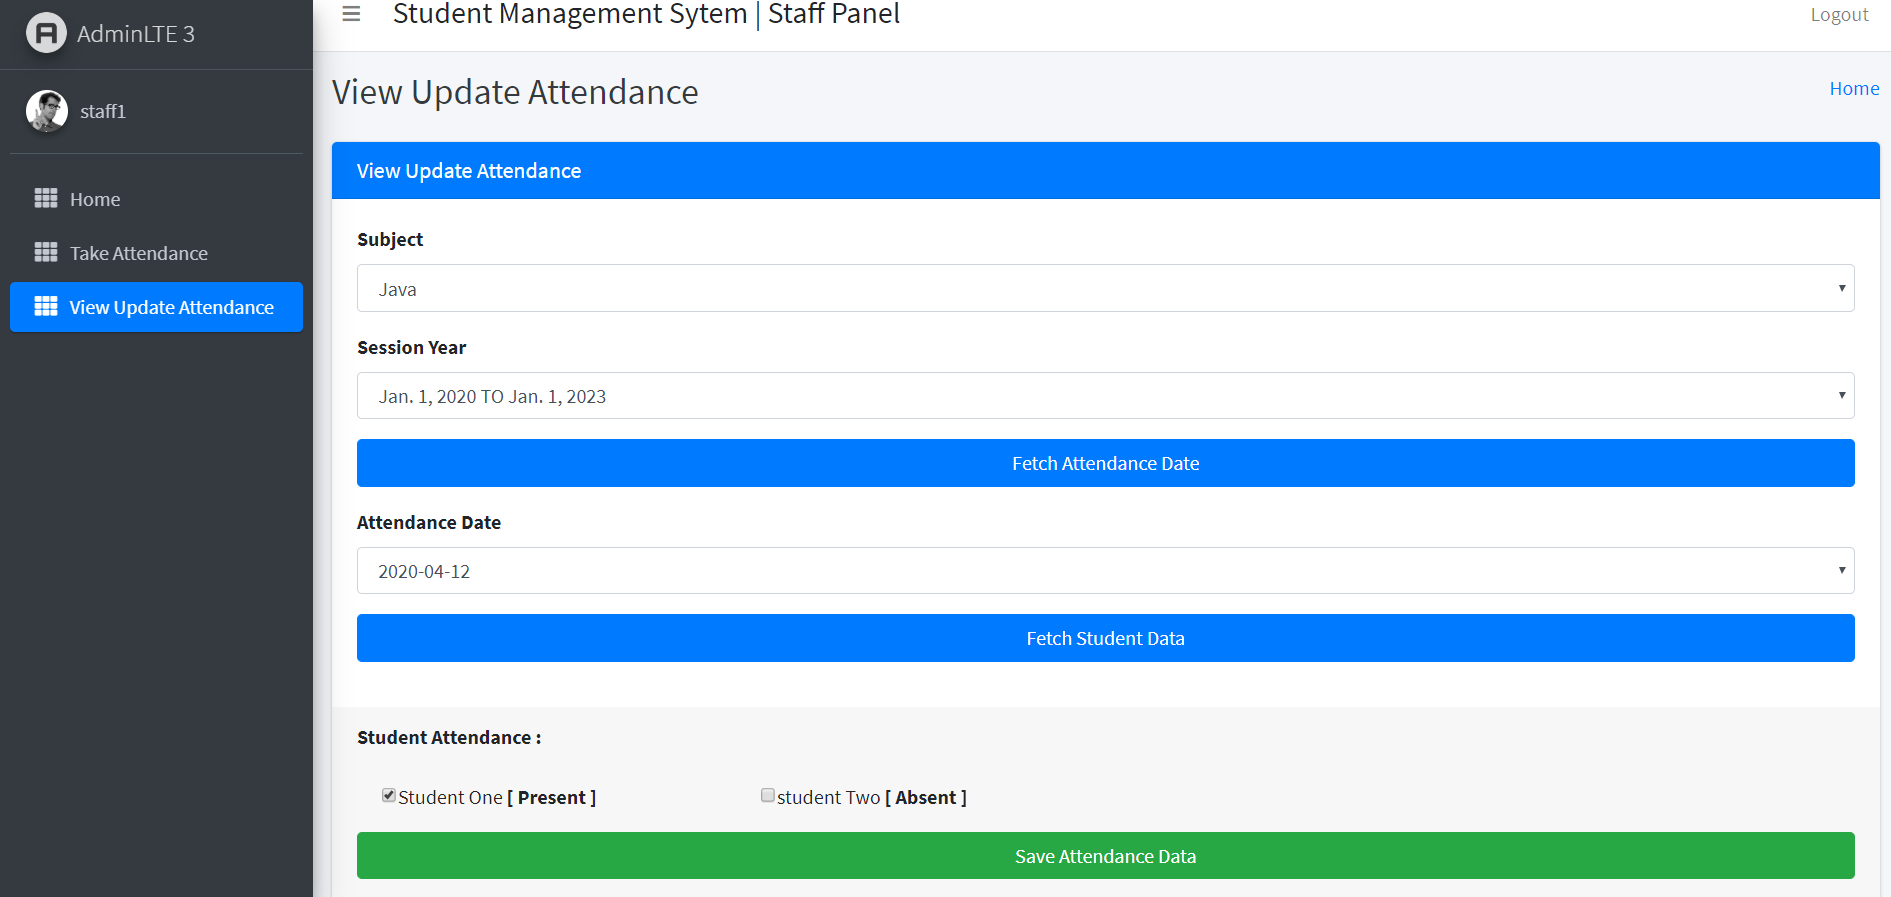 AdminLTE 3
staff1
Home
Take Attendance
View Update Attendance
Student Management Sytem | Staff Panel
Logout
View Update Attendance
Home
View Update Attendance
Subject
Java
Session Year
Jan. 1, 2020 TO Jan. 1, 2023
Fetch Attendance Date
Attendance Date
2020-04-12
Fetch Student Data
Student Attendance :
Student One [ Present ]
student Two [ Absent ]
Save Attendance Data